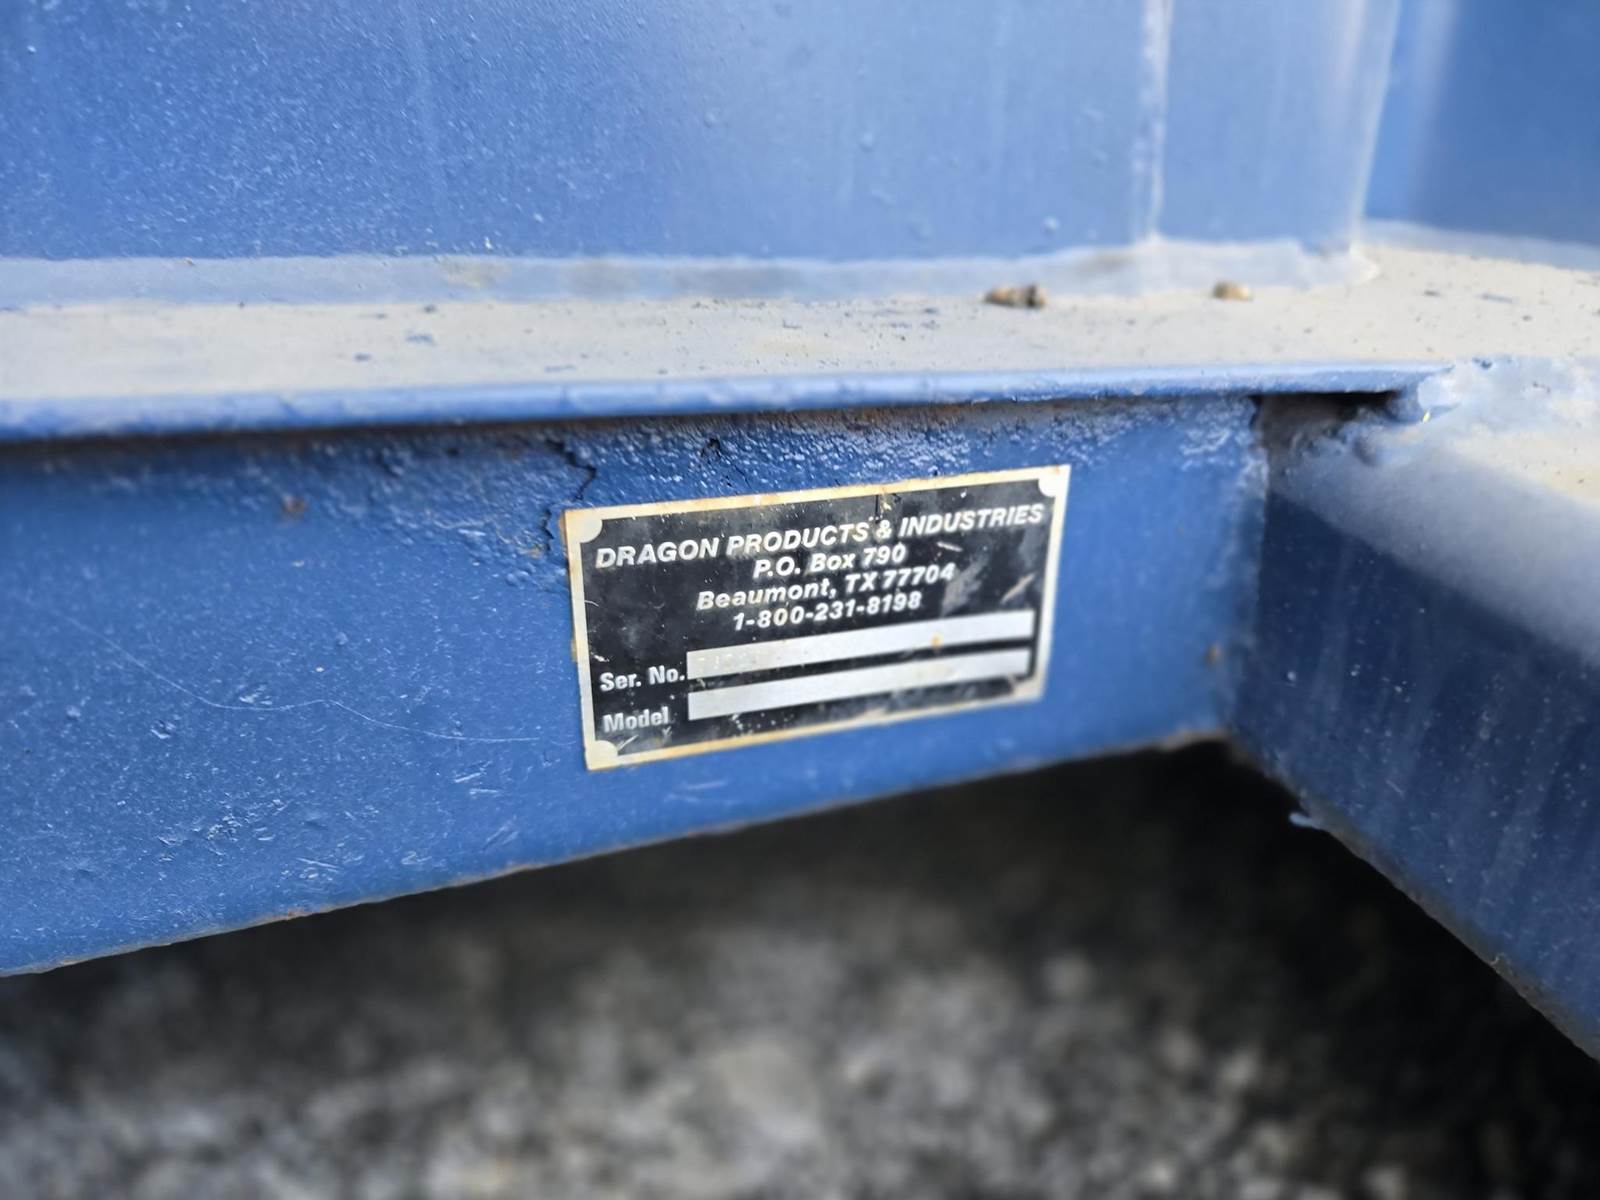 DRAGON PRODUCTS & INDUSTRIES
P.O. Box 790
Beaumont, TX 77704
1-800-231-8198
Ser. No.
Model